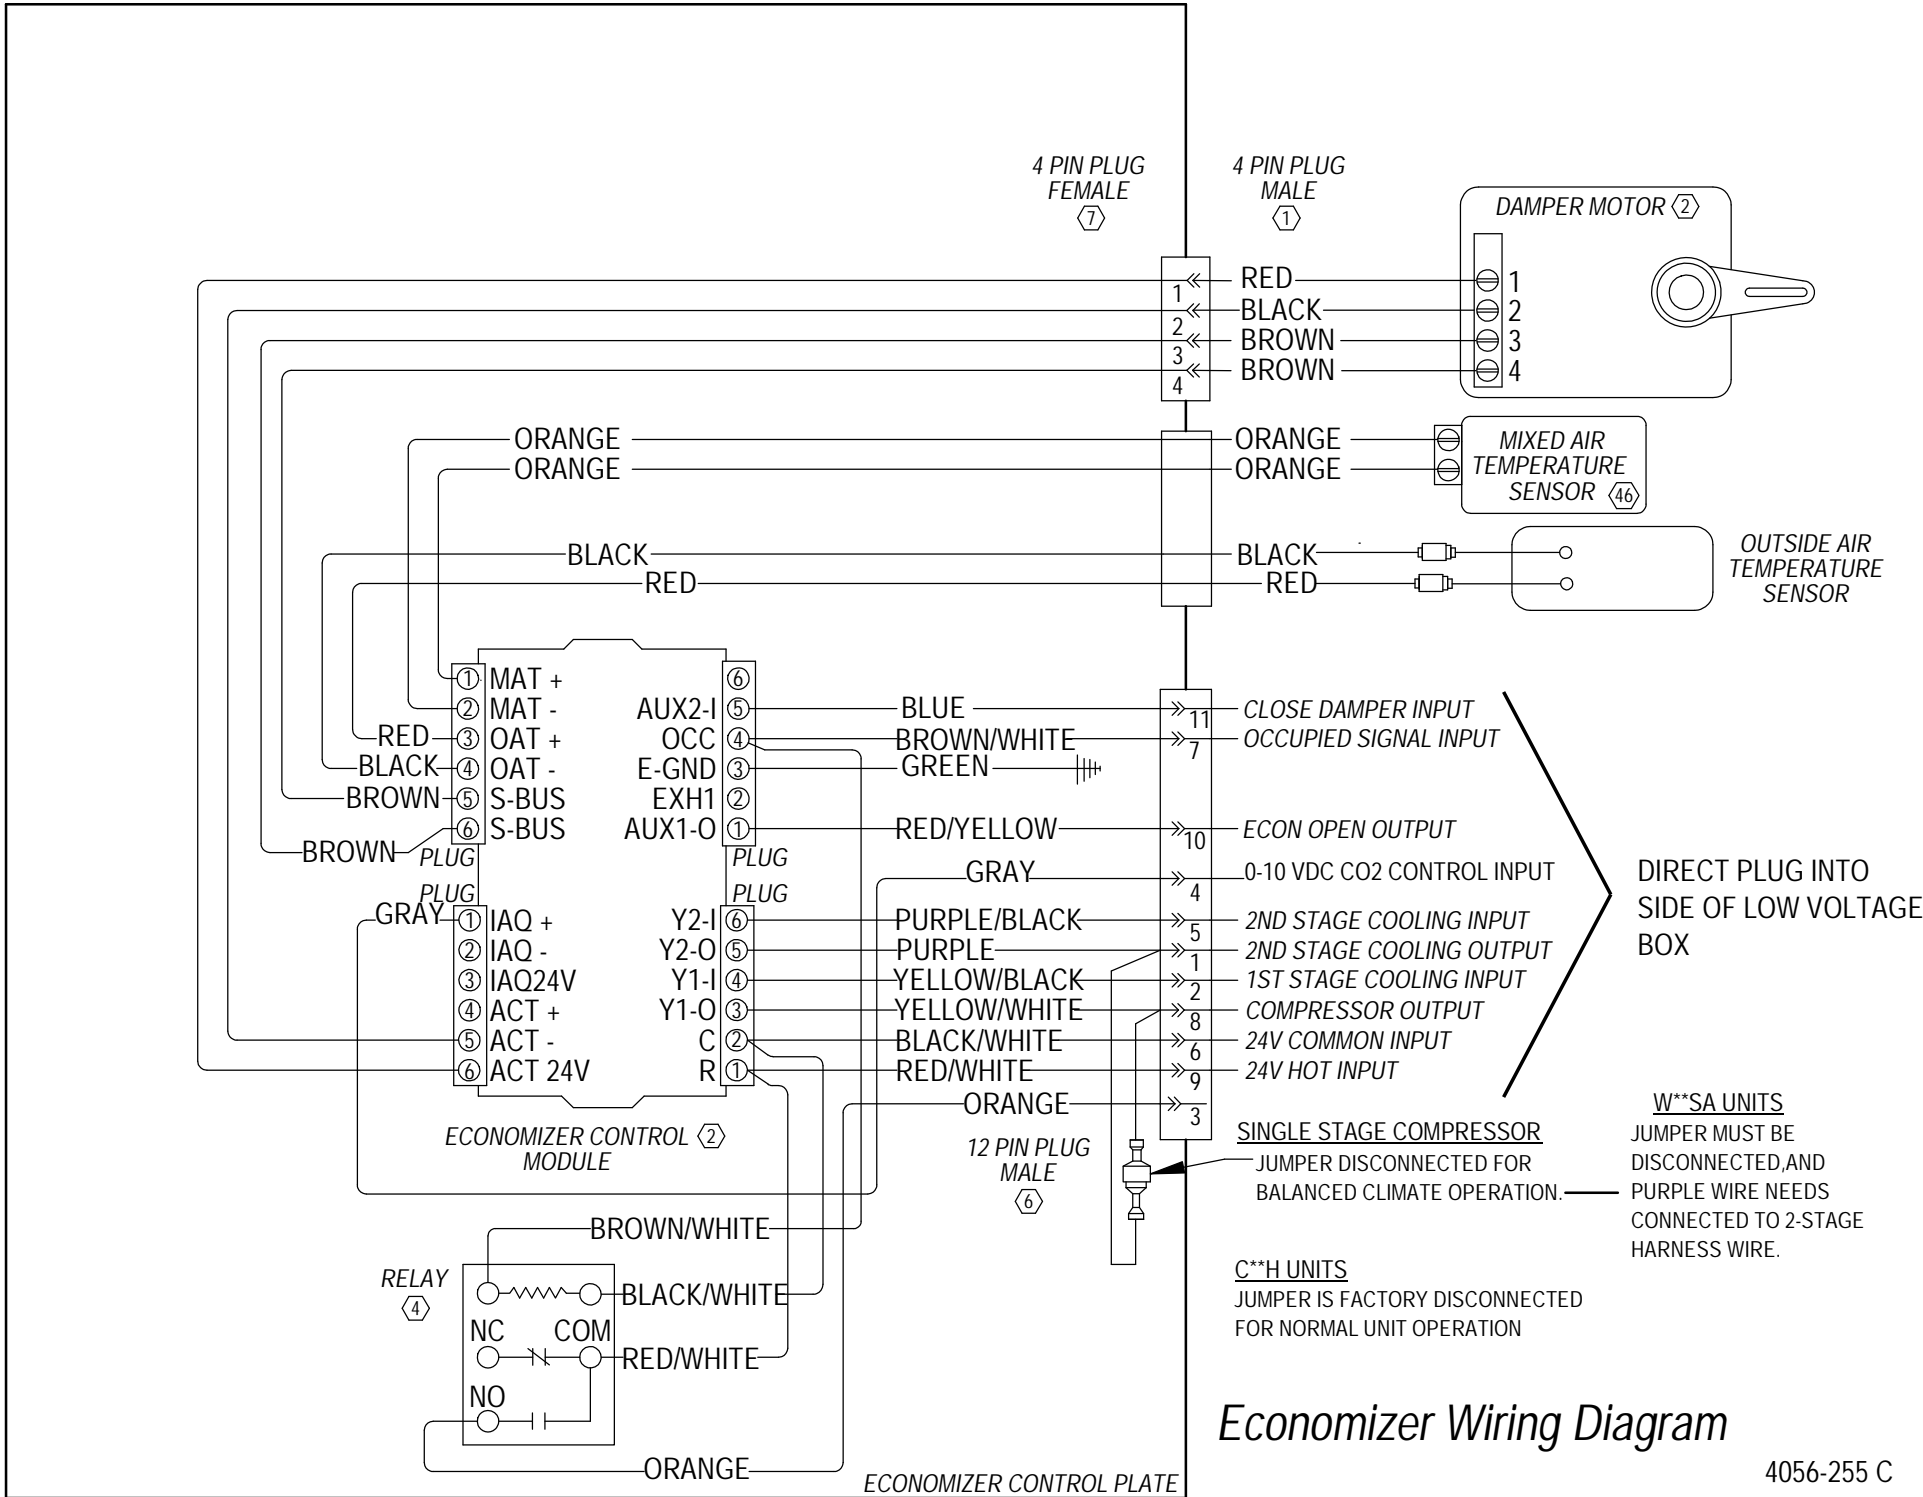 4 PIN PLUG
FEMALE
7
4 PIN PLUG
MALE
1
DAMPER MOTOR 2
1 RED 1
2 BLACK 2
3 BROWN 3
4 BROWN 4
ORANGE ORANGE
ORANGE ORANGE
MIXED AIR
TEMPERATURE
SENSOR 46
BLACK BLACK
RED RED
OUTSIDE AIR
TEMPERATURE
SENSOR
1 MAT +
2 MAT -
RED 3 OAT +
BLACK 4 OAT -
BROWN 5 S-BUS
BROWN 6 S-BUS
PLUG
6
AUX2-I 5 BLUE 11 CLOSE DAMPER INPUT
OCC 4 BROWN/WHITE 7 OCCUPIED SIGNAL INPUT
E-GND 3 GREEN
EXH1 2
AUX1-O 1 RED/YELLOW 10 ECON OPEN OUTPUT
PLUG
PLUG
GRAY 1 IAQ +
2 IAQ -
3 IAQ24V
4 ACT +
5 ACT -
6 ACT 24V
PLUG
GRAY 4 0-10 VDC CO2 CONTROL INPUT
Y2-I 6 PURPLE/BLACK 5 2ND STAGE COOLING INPUT
Y2-O 5 PURPLE 1 2ND STAGE COOLING OUTPUT
Y1-I 4 YELLOW/BLACK 2 1ST STAGE COOLING INPUT
Y1-O 3 YELLOW/WHITE 8 COMPRESSOR OUTPUT
C 2 BLACK/WHITE 6 24V COMMON INPUT
R 1 RED/WHITE 9 24V HOT INPUT
ORANGE 3
DIRECT PLUG INTO
SIDE OF LOW VOLTAGE
BOX
ECONOMIZER CONTROL 2
MODULE
12 PIN PLUG
MALE
6
SINGLE STAGE COMPRESSOR
JUMPER DISCONNECTED FOR
BALANCED CLIMATE OPERATION.
W**SA UNITS
JUMPER MUST BE
DISCONNECTED,AND
PURPLE WIRE NEEDS
CONNECTED TO 2-STAGE
HARNESS WIRE.
C**H UNITS
JUMPER IS FACTORY DISCONNECTED
FOR NORMAL UNIT OPERATION
BROWN/WHITE
RELAY
4
BLACK/WHITE
NC COM
RED/WHITE
NO
ORANGE
ECONOMIZER CONTROL PLATE
Economizer Wiring Diagram
4056-255 C